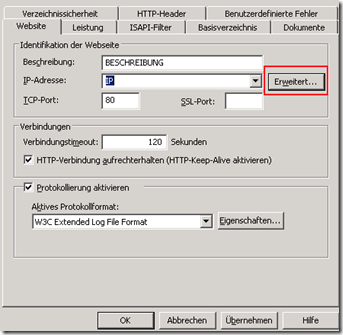 Verzeichnissicherheit HTTP-Header Benutzerdefinierte Fehler
Website Leistung ISAPI-Filter Basisverzeichnis Dokumente
Identifikation der Webseite
Beschreibung: BESCHREIBUNG
IP-Adresse: IP Erweitert...
TCP-Port: 80 SSL-Port:
Verbindungen
Verbindungstimeout: 120 Sekunden
HTTP-Verbindung aufrechterhalten (HTTP-Keep-Alive aktivieren)
Protokollierung aktivieren
Aktives Protokollformat:
W3C Extended Log File Format Eigenschaften...
OK Abbrechen Übernehmen Hilfe